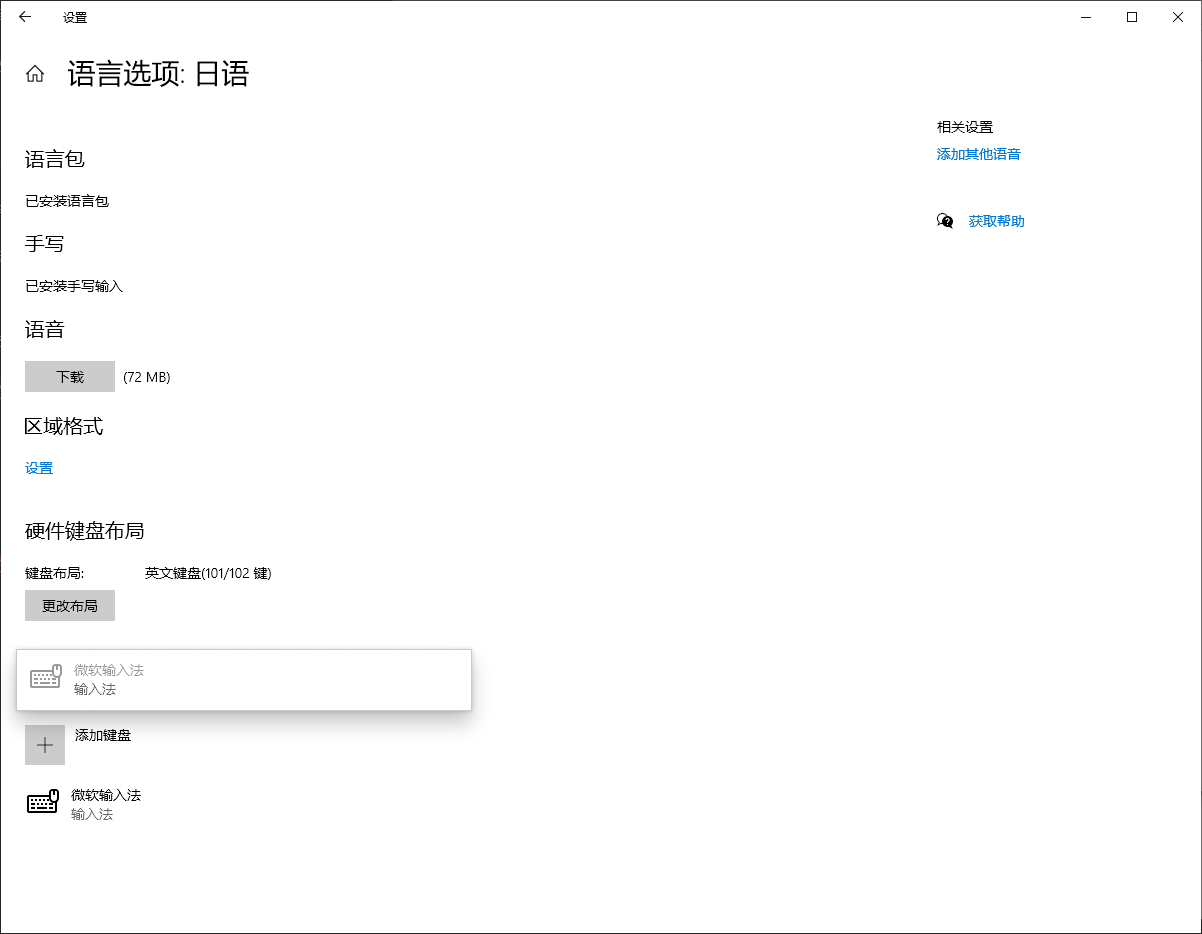 设置
语言选项: 日语
语言包
已安装语言包
手写
已安装手写输入
语音
下载 (72 MB)
区域格式
设置
硬件键盘布局
键盘布局: 英文键盘(101/102 键)
更改布局
微软输入法
输入法
添加键盘
微软输入法
输入法
相关设置
添加其他语音
获取帮助